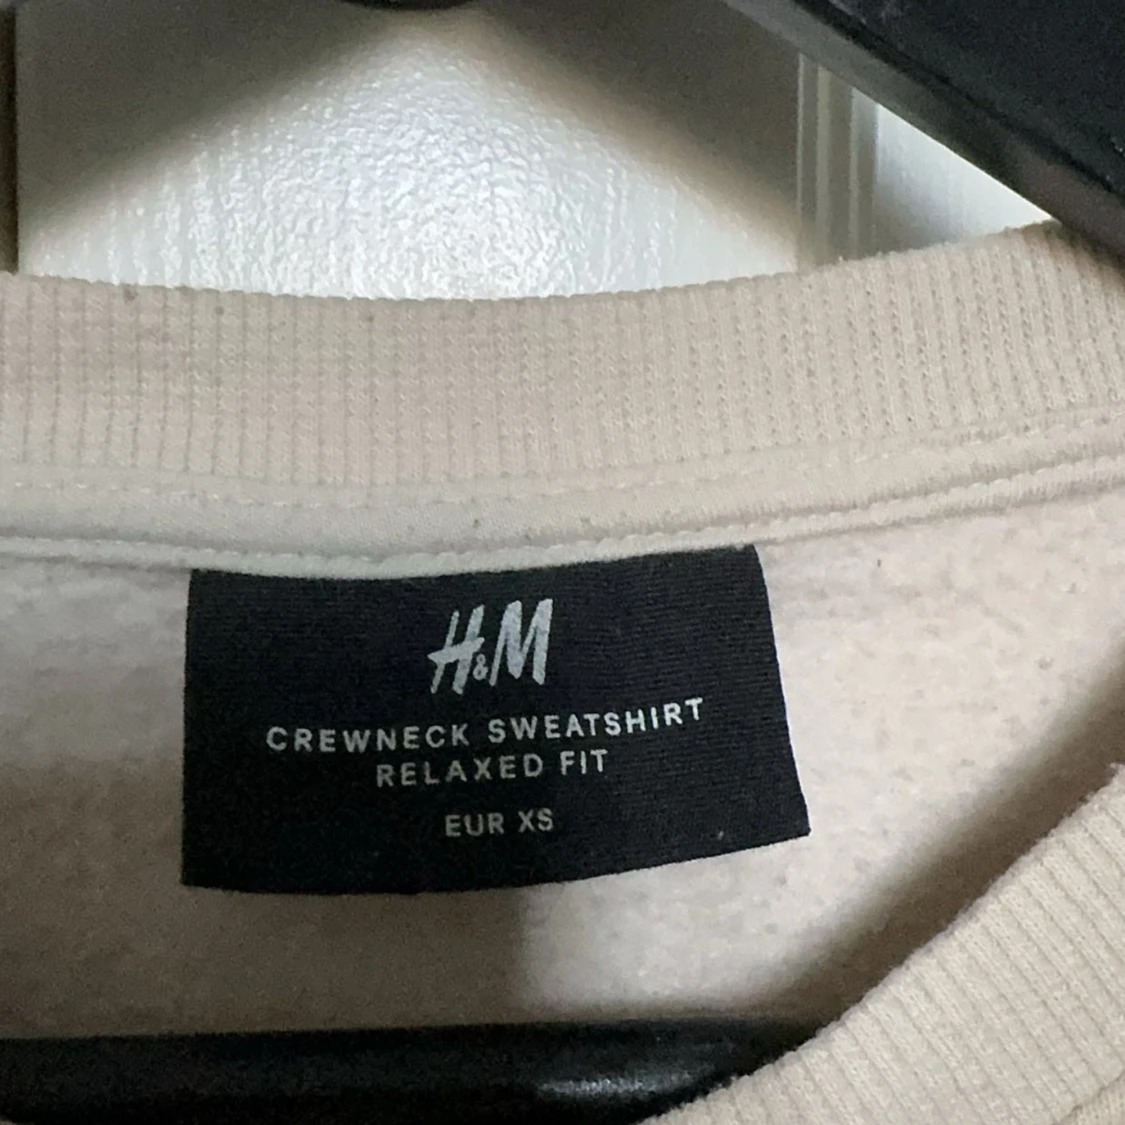 H&M
CREWNECK SWEATSHIRT
RELAXED FIT
EUR XS